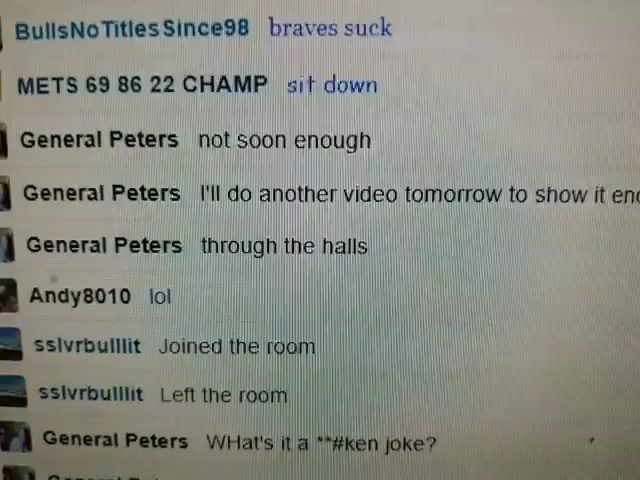 BullsNoTitlesSince98 braves suck
METS 69 86 22 CHAMP sit down
General Peters not soon enough
General Peters I'll do another video tomorrow to show it
General Peters through the halls
Andy8010 lol
sslvrbulllit Joined the room
sslvrbulllit Left the room
General Peters WHat's it a **#ken joke?
General